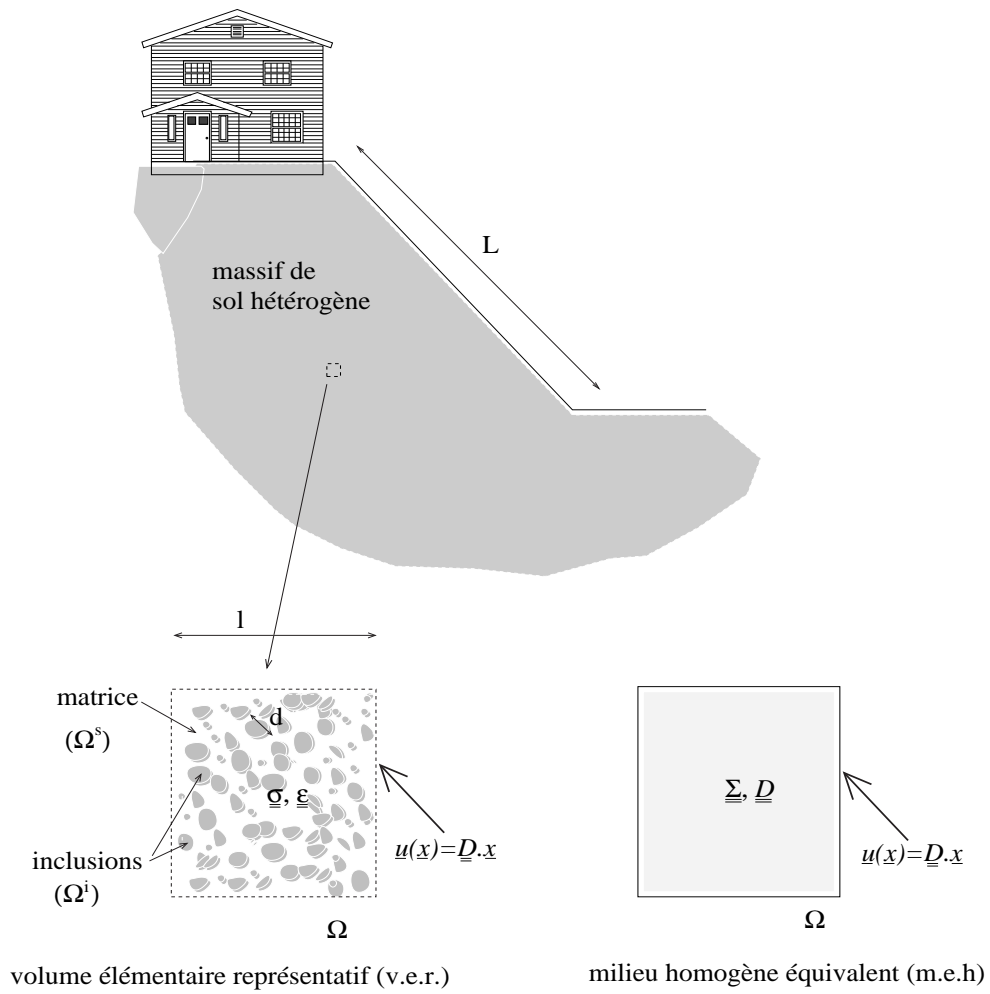 L
massif de
sol hétérogène
l
matrice
(Ωˢ)
d
σ, ε
inclusions
(Ωⁱ)
u(x)=D.x
Ω
volume élémentaire représentatif (v.e.r.)
Σ, D
u(x)=D.x
Ω
milieu homogène équivalent (m.e.h)